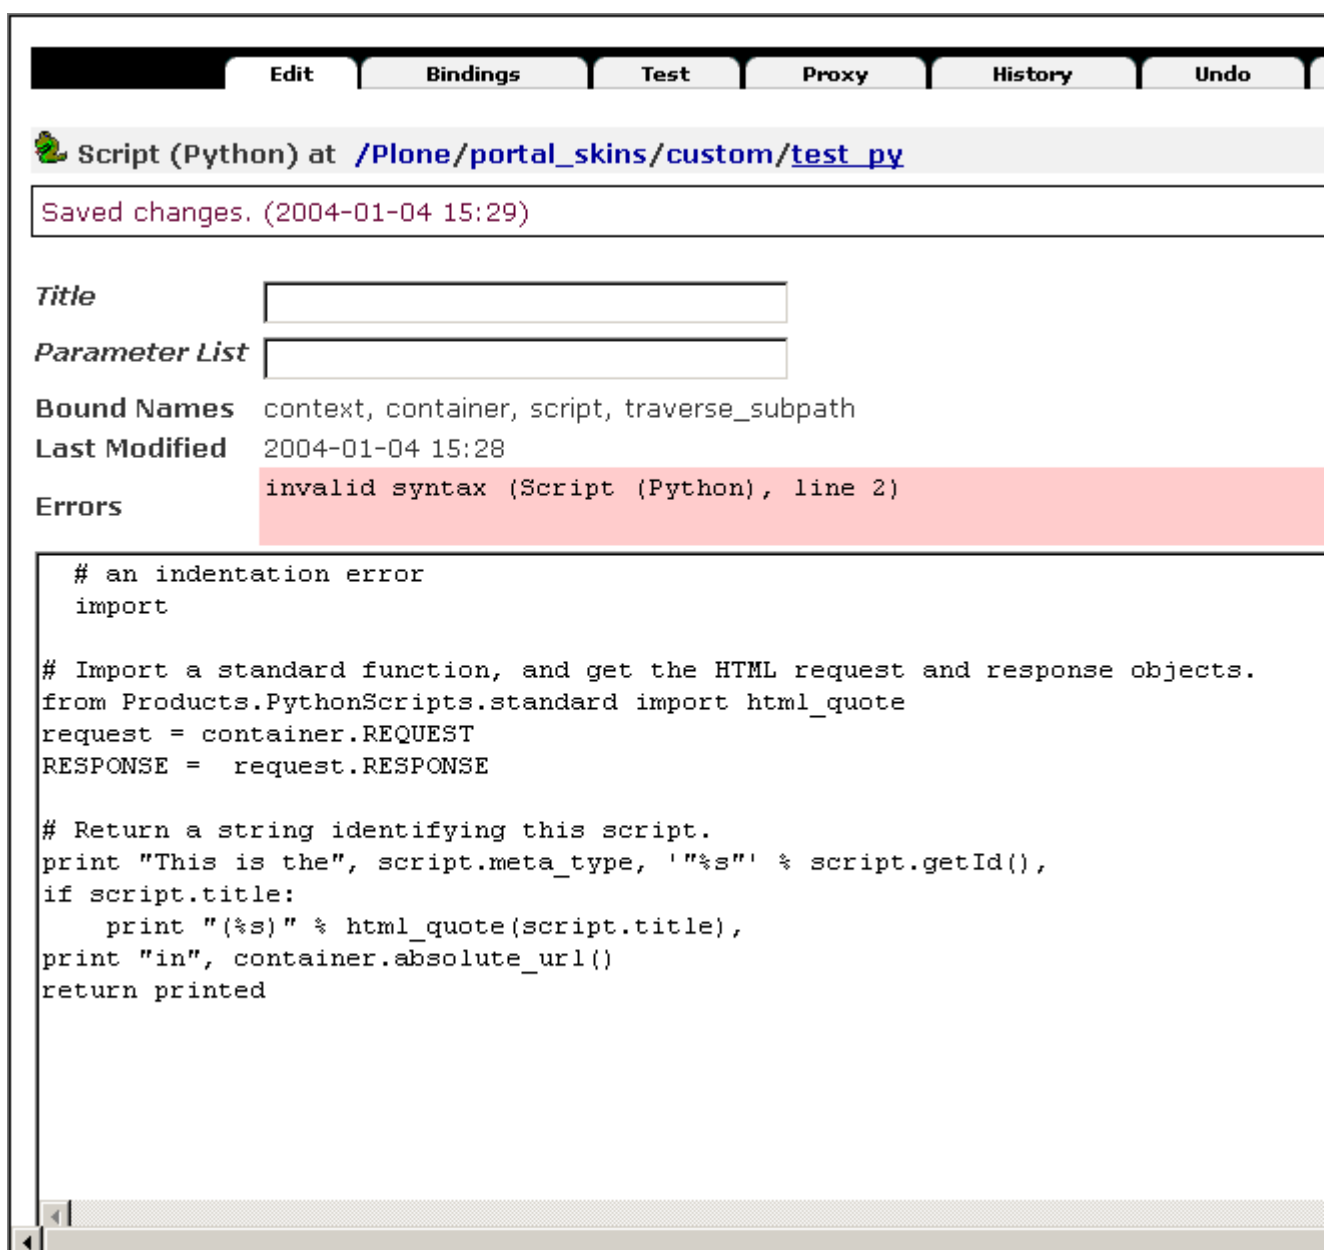 Edit Bindings Test Proxy History Undo
Script (Python) at /Plone/portal_skins/custom/test_py
Saved changes. (2004-01-04 15:29)
Title
Parameter List
Bound Names context, container, script, traverse_subpath
Last Modified 2004-01-04 15:28
Errors invalid syntax (Script (Python), line 2)
  # an indentation error
  import

# Import a standard function, and get the HTML request and response objects.
from Products.PythonScripts.standard import html_quote
request = container.REQUEST
RESPONSE =  request.RESPONSE

# Return a string identifying this script.
print "This is the", script.meta_type, '"%s"' % script.getId(),
if script.title:
    print "(%s)" % html_quote(script.title),
print "in", container.absolute_url()
return printed